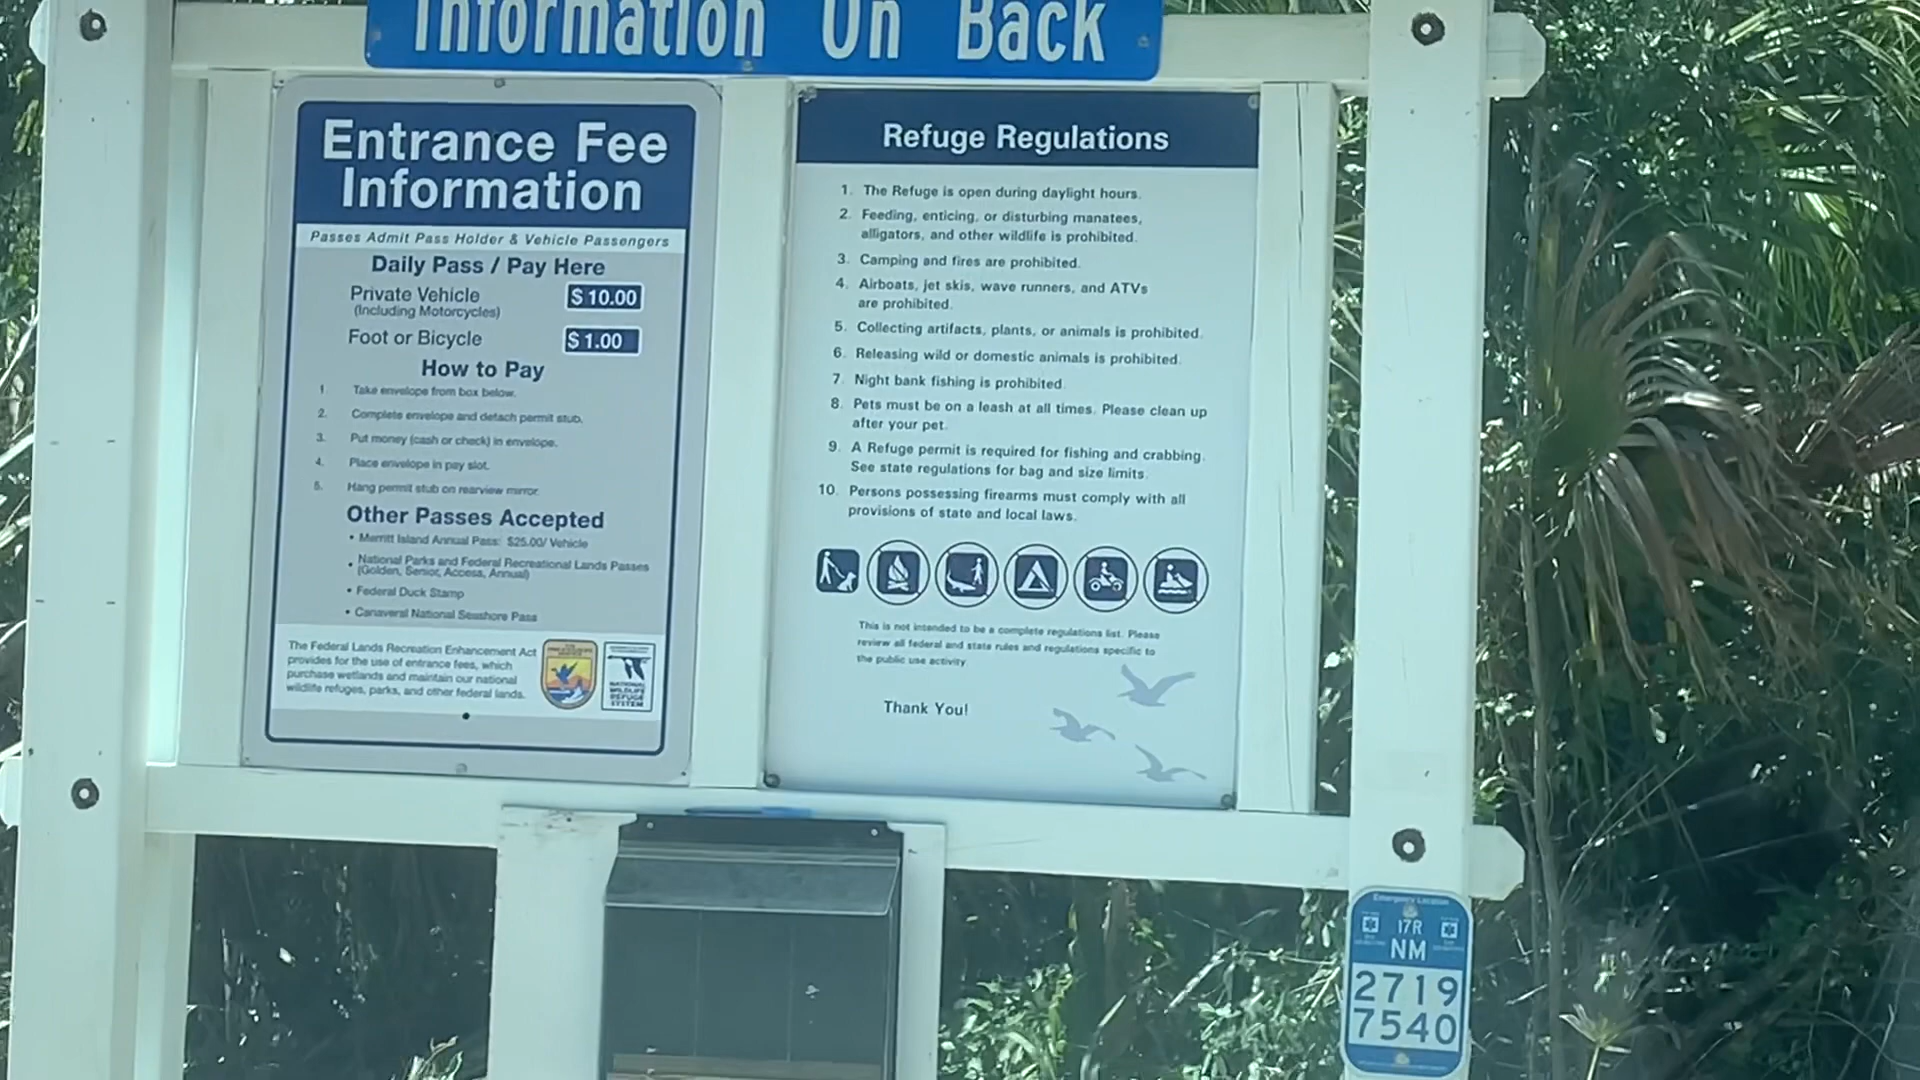 Information On Back
Entrance Fee
Information
Passes Admit Pass Holder & Vehicle Passengers
Daily Pass / Pay Here
Private Vehicle $10.00
(Including Motorcycles)
Foot or Bicycle $1.00
How to Pay
1. Take envelope from box below.
2. Complete envelope and detach permit stub.
3. Put money (cash or check) in envelope.
4. Place envelope in pay slot.
5. Hang permit stub on rearview mirror.
Other Passes Accepted
• Merritt Island Annual Pass: $25.00/ Vehicle
• National Parks and Federal Recreational Lands Passes
(Golden, Senior, Access, Annual)
• Federal Duck Stamp
• Canaveral National Seashore Pass
The Federal Lands Recreation Enhancement Act
provides for the use of entrance fees, which
purchase wetlands and maintain our national
wildlife refuges, parks, and other federal lands.
NATIONAL
WILDLIFE
REFUGE
SYSTEM
Refuge Regulations
1. The Refuge is open during daylight hours.
2. Feeding, enticing, or disturbing manatees,
alligators, and other wildlife is prohibited.
3. Camping and fires are prohibited.
4. Airboats, jet skis, wave runners, and ATVs
are prohibited.
5. Collecting artifacts, plants, or animals is prohibited.
6. Releasing wild or domestic animals is prohibited.
7. Night bank fishing is prohibited.
8. Pets must be on a leash at all times. Please clean up
after your pet.
9. A Refuge permit is required for fishing and crabbing.
See state regulations for bag and size limits.
10. Persons possessing firearms must comply with all
provisions of state and local laws.
This is not intended to be a complete regulations list. Please
review all federal and state rules and regulations specific to
the public use activity
Thank You!
Emergency Location
17R
NM
2719
7540